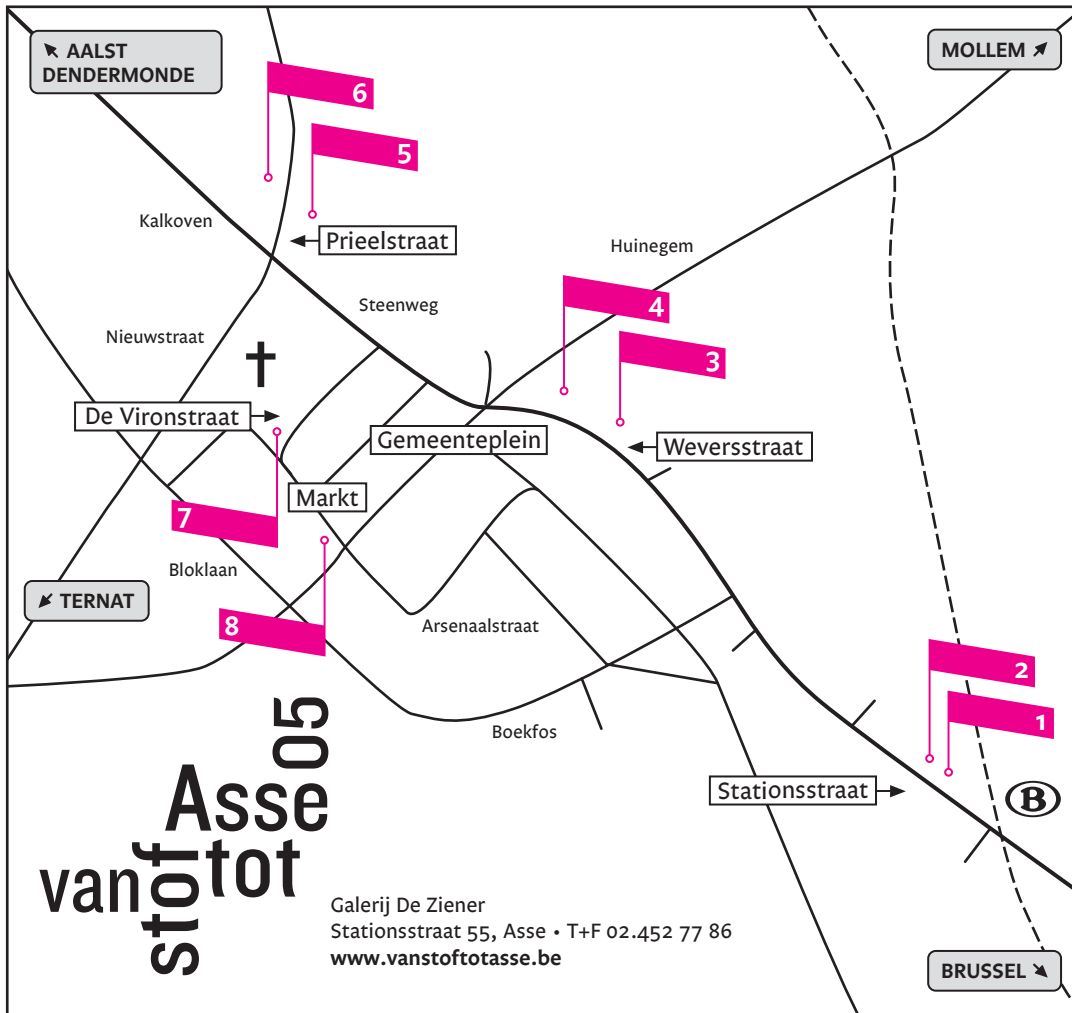 AALST
DENDERMONDE
MOLLEM
6
5
Kalkoven
Prieelstraat
Huinegem
4
Steenweg
3
Nieuwstraat
De Vironstraat
Gemeenteplein
Weversstraat
Markt
7
Bloklaan
TERNAT
8
Arsenaalstraat
2
1
Boekfos
Stationsstraat
B
05
Asse
van
stof
tot
Galerij De Ziener
Stationsstraat 55, Asse • T+F 02.452 77 86
www.vanstoftotasse.be
BRUSSEL